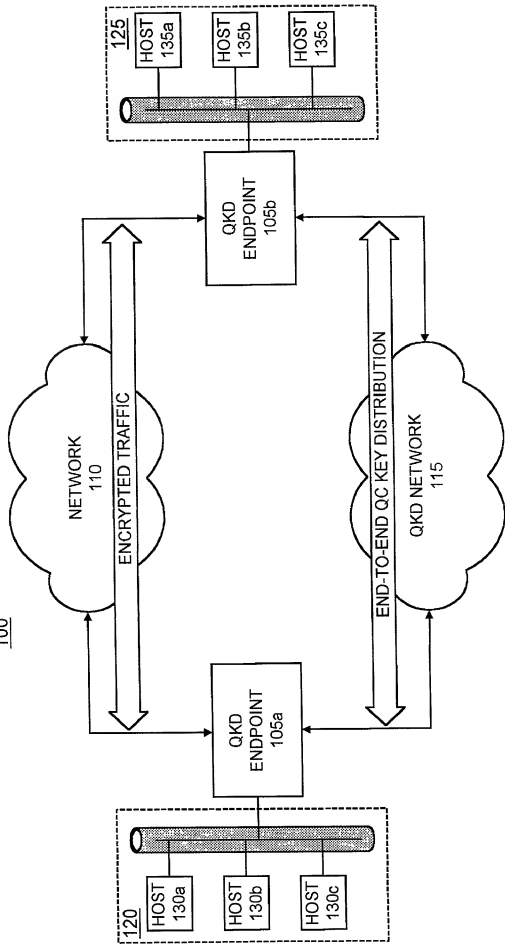 100
NETWORK
110
ENCRYPTED TRAFFIC
120
HOST
130a
HOST
130b
HOST
130c
QKD
ENDPOINT
105a
QKD
ENDPOINT
105b
125
HOST
135a
HOST
135b
HOST
135c
END-TO-END QC KEY DISTRIBUTION
QKD NETWORK
115